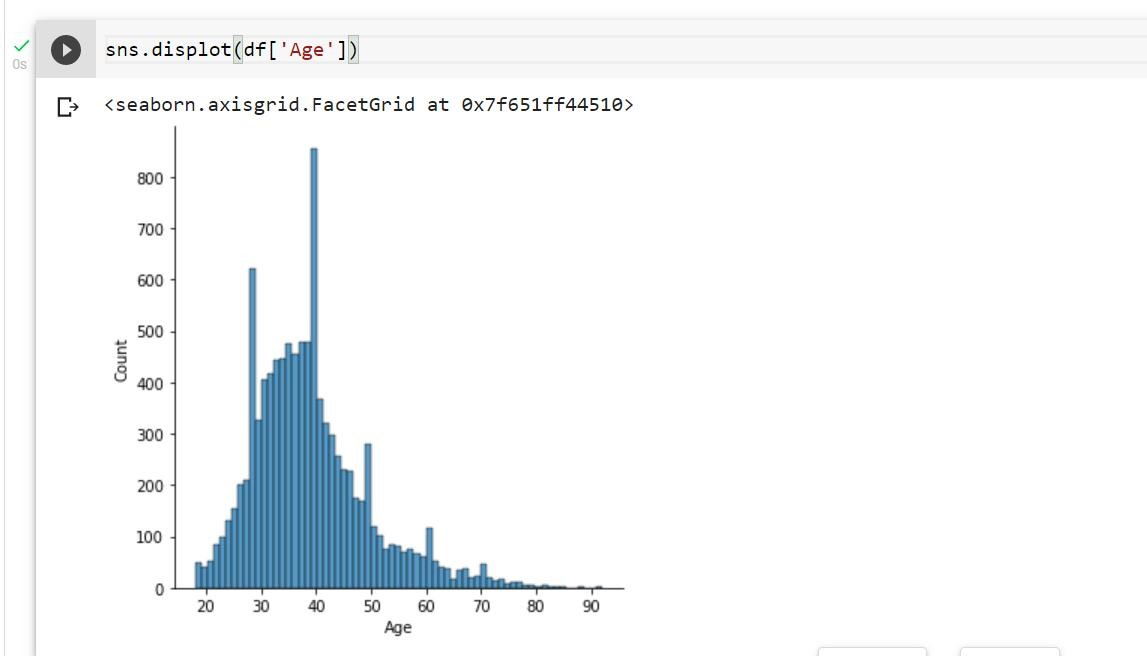 sns.displot(df['Age'])
0s
<seaborn.axisgrid.FacetGrid at 0x7f651ff44510>
800
700
600
500
400
300
200
100
0
Count
20 30 40 50 60 70 80 90
Age